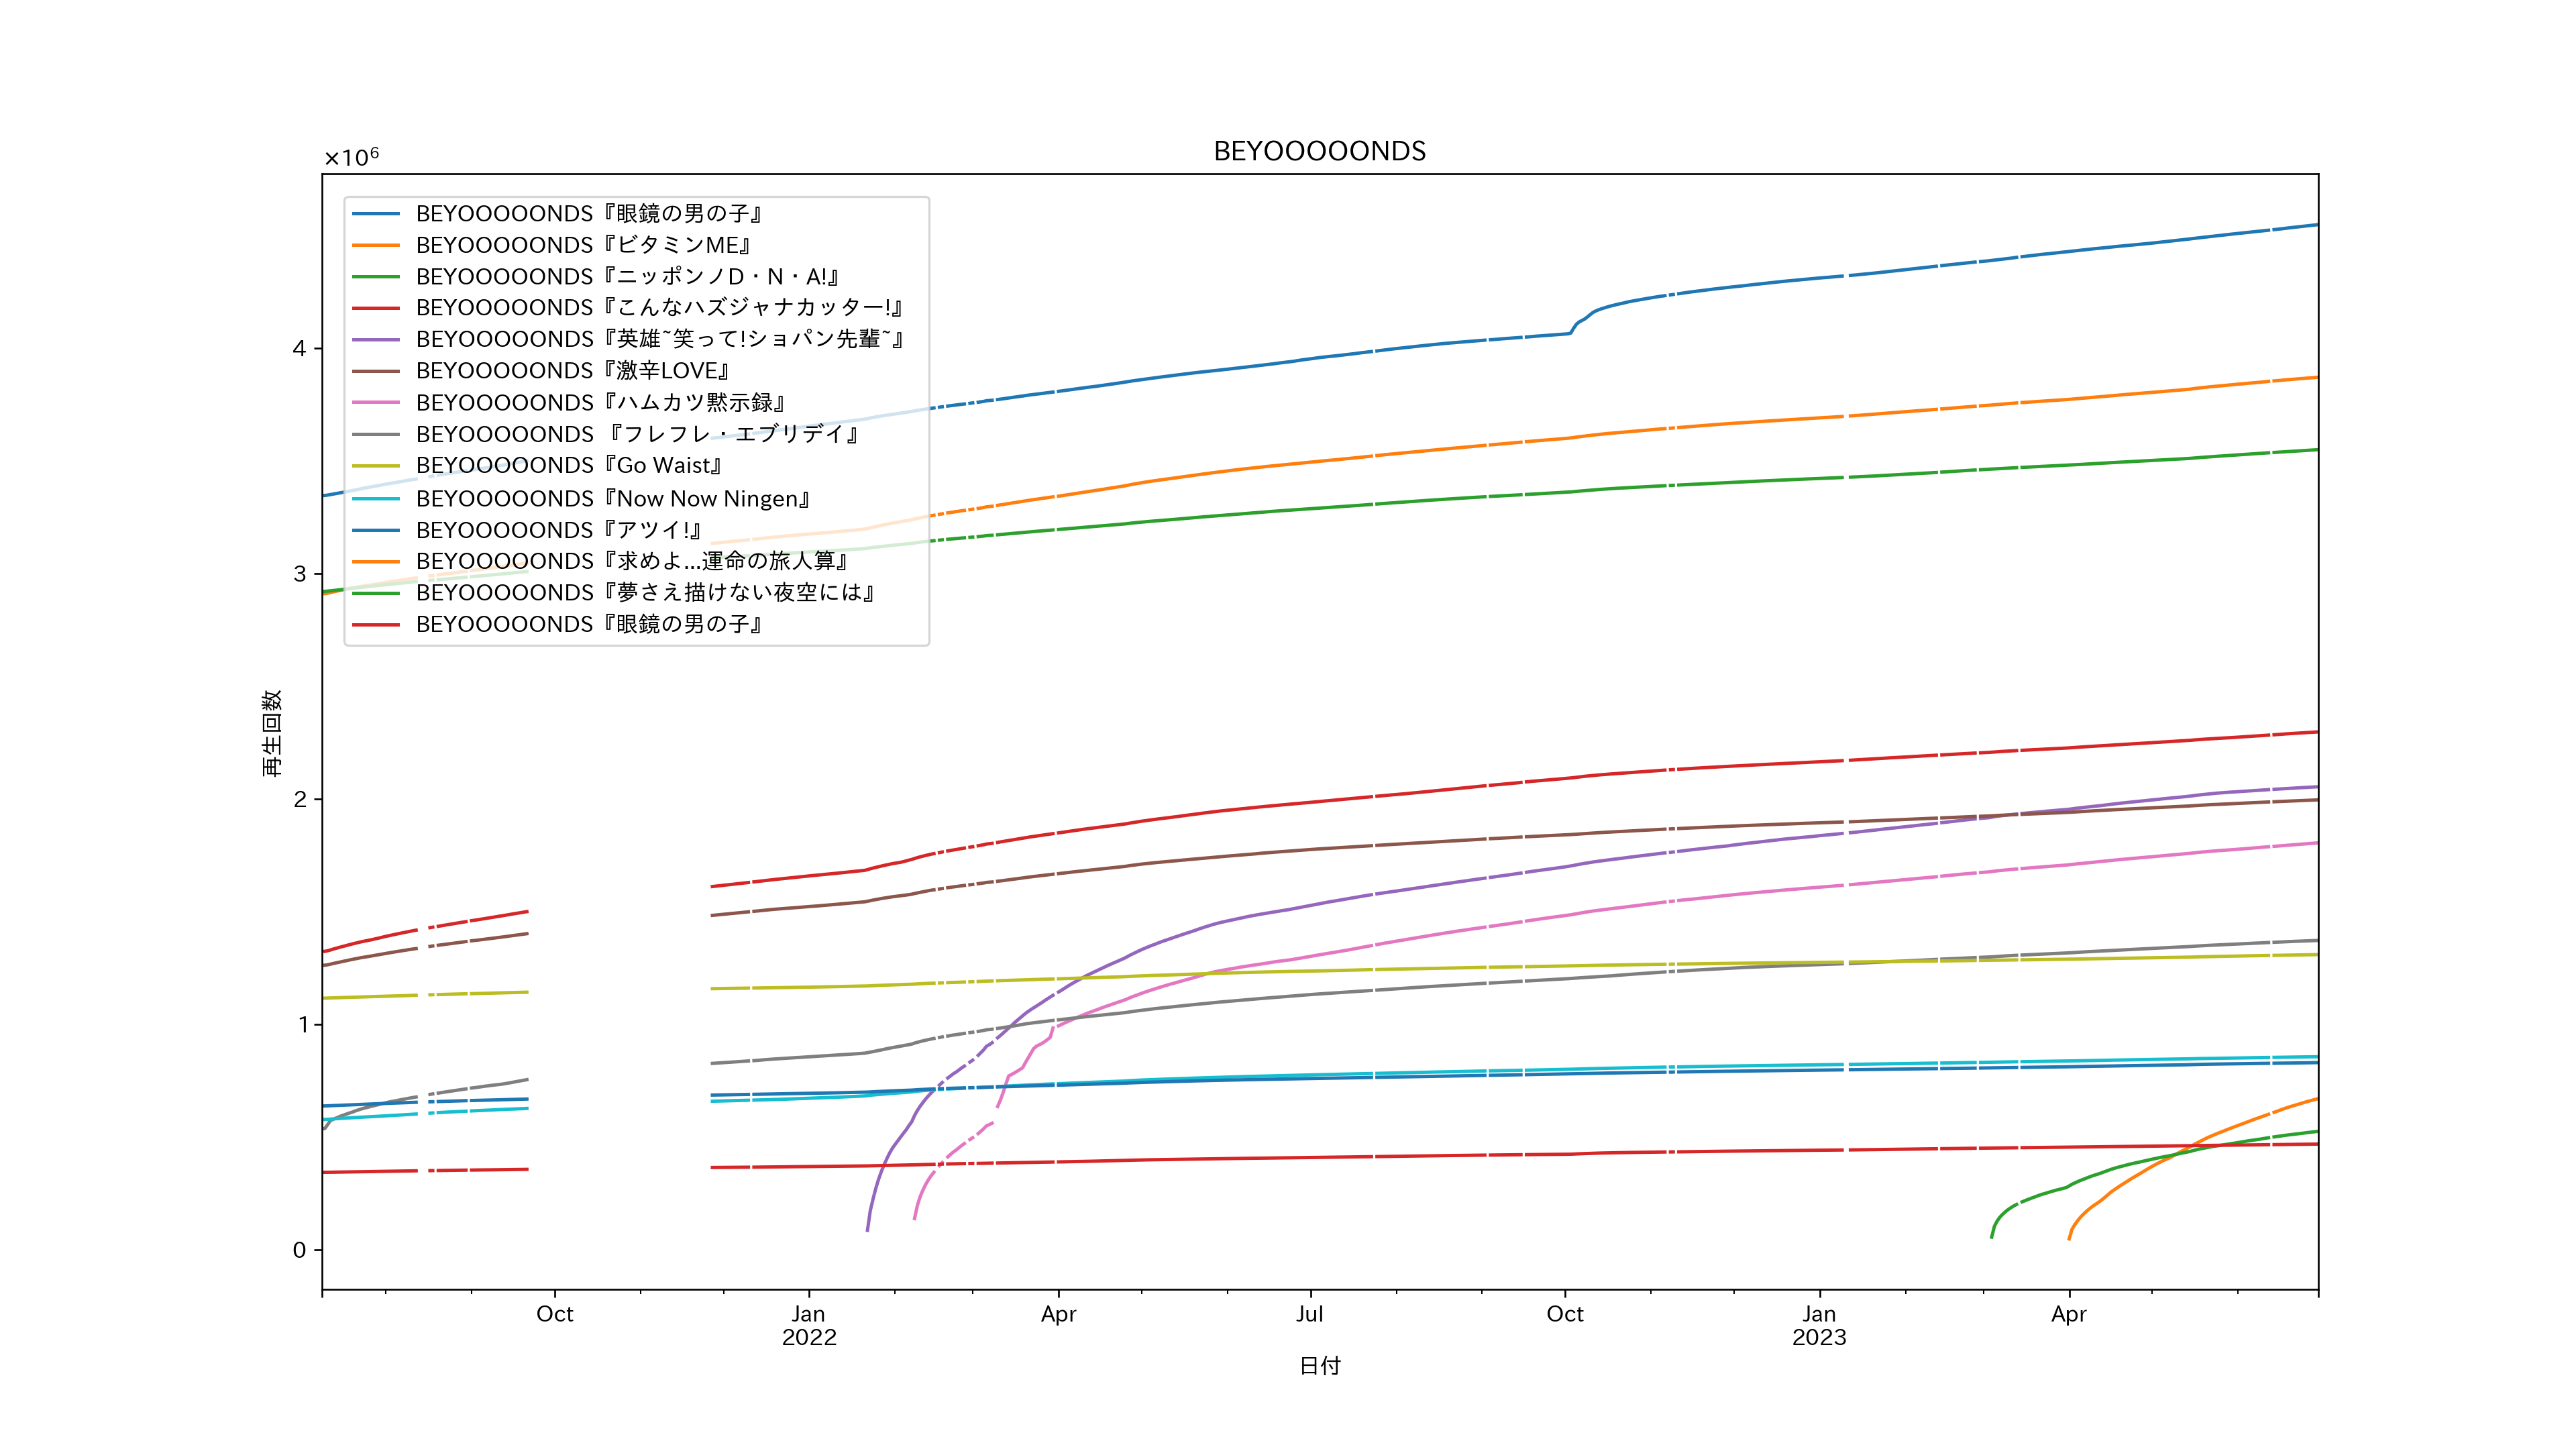 BEYOOOOONDS
×10⁶
BEYOOOOONDS『眼鏡の男の子』
BEYOOOOONDS『ビタミンME』
BEYOOOOONDS『ニッポンノD・N・A!』
BEYOOOOONDS『こんなハズジャナカッター!』
BEYOOOOONDS『英雄~笑って!ショパン先輩~』
BEYOOOOONDS『激辛LOVE』
BEYOOOOONDS『ハムカツ黙示録』
BEYOOOOONDS 『フレフレ・エブリデイ』
BEYOOOOONDS『Go Waist』
BEYOOOOONDS『Now Now Ningen』
BEYOOOOONDS『アツイ!』
BEYOOOOONDS『求めよ...運命の旅人算』
BEYOOOOONDS『夢さえ描けない夜空には』
BEYOOOOONDS『眼鏡の男の子』
4
3
2
1
0
再生回数
Oct
Jan
2022
Apr
Jul
Oct
Jan
2023
Apr
日付